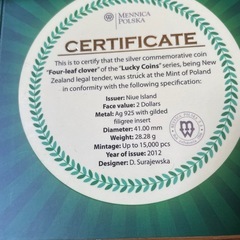 MENNICA
POLSKA
CERTIFICATE
This is to certify that the silver commemorative coin
"Four-leaf clover" of the "Lucky Coins" series, being New
Zealand legal tender, was struck at the Mint of Poland
in conformity with the following specification:
Issuer: Niue Island
Face value: 2 Dollars
Metal: Ag 925 with gilded
filigree insert
Diameter: 41.00 mm
Weight: 28.28 g
Mintage: Up to 15,000 pcs
Year of issue: 2012
Designer: D. Surajewska